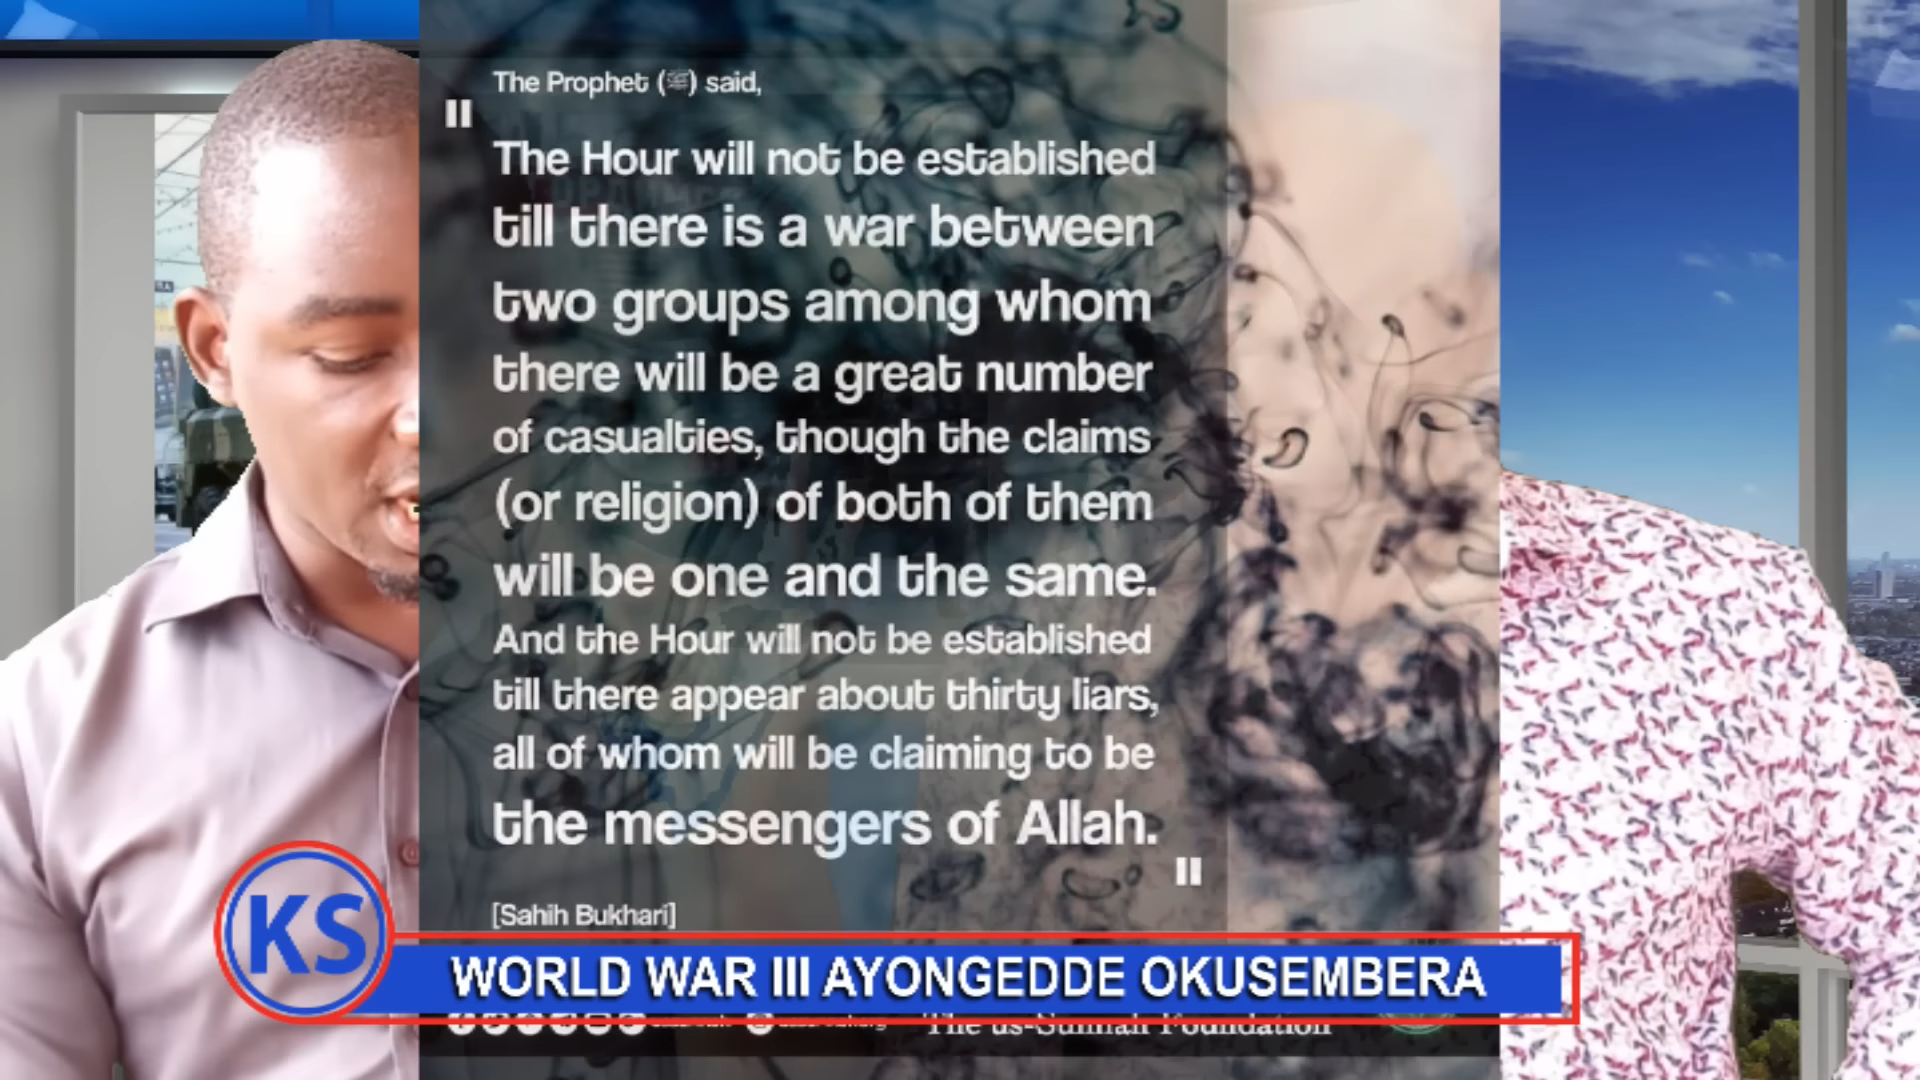 The Prophet (ﷺ) said,
"
The Hour will not be established
till there is a war between
two groups among whom
there will be a great number
of casualties, though the claims
(or religion) of both of them
will be one and the same.
And the Hour will not be established
till there appear about thirty liars,
all of whom will be claiming to be
the messengers of Allah.
"
[Sahih Bukhari]
KS
WORLD WAR III AYONGEDDE OKUSEMBERA
The us-Sunnah Foundation